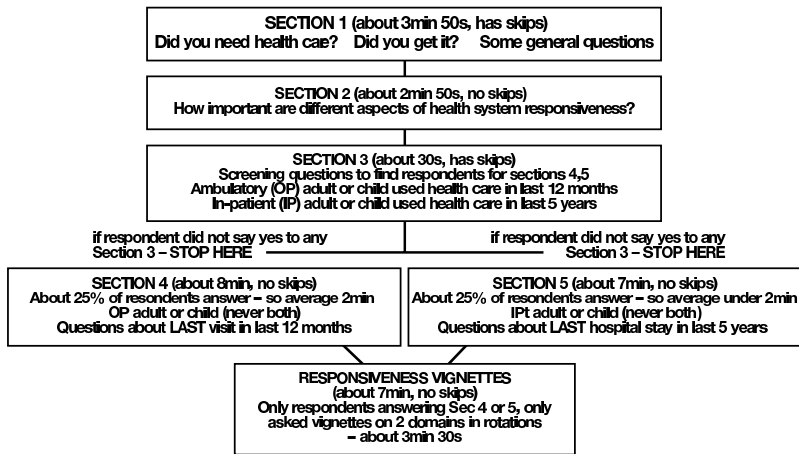 SECTION 1 (about 3min 50s, has skips)
Did you need health care? Did you get it? Some general questions
SECTION 2 (about 2min 50s, no skips)
How important are different aspects of health system responsiveness?
SECTION 3 (about 30s, has skips)
Screening questions to find respondents for sections 4,5
Ambulatory (OP) adult or child used health care in last 12 months
In-patient (IP) adult or child used health care in last 5 years
if respondent did not say yes to any
Section 3 – STOP HERE
if respondent did not say yes to any
Section 3 – STOP HERE
SECTION 4 (about 8min, no skips)
About 25% of resondents answer – so average 2min
OP adult or child (never both)
Questions about LAST visit in last 12 months
SECTION 5 (about 7min, no skips)
About 25% of resondents answer – so average under 2min
IPt adult or child (never both)
Questions about LAST hospital stay in last 5 years
RESPONSIVENESS VIGNETTES
(about 7min, no skips)
Only respondents answering Sec 4 or 5, only
asked vignettes on 2 domains in rotations
– about 3min 30s